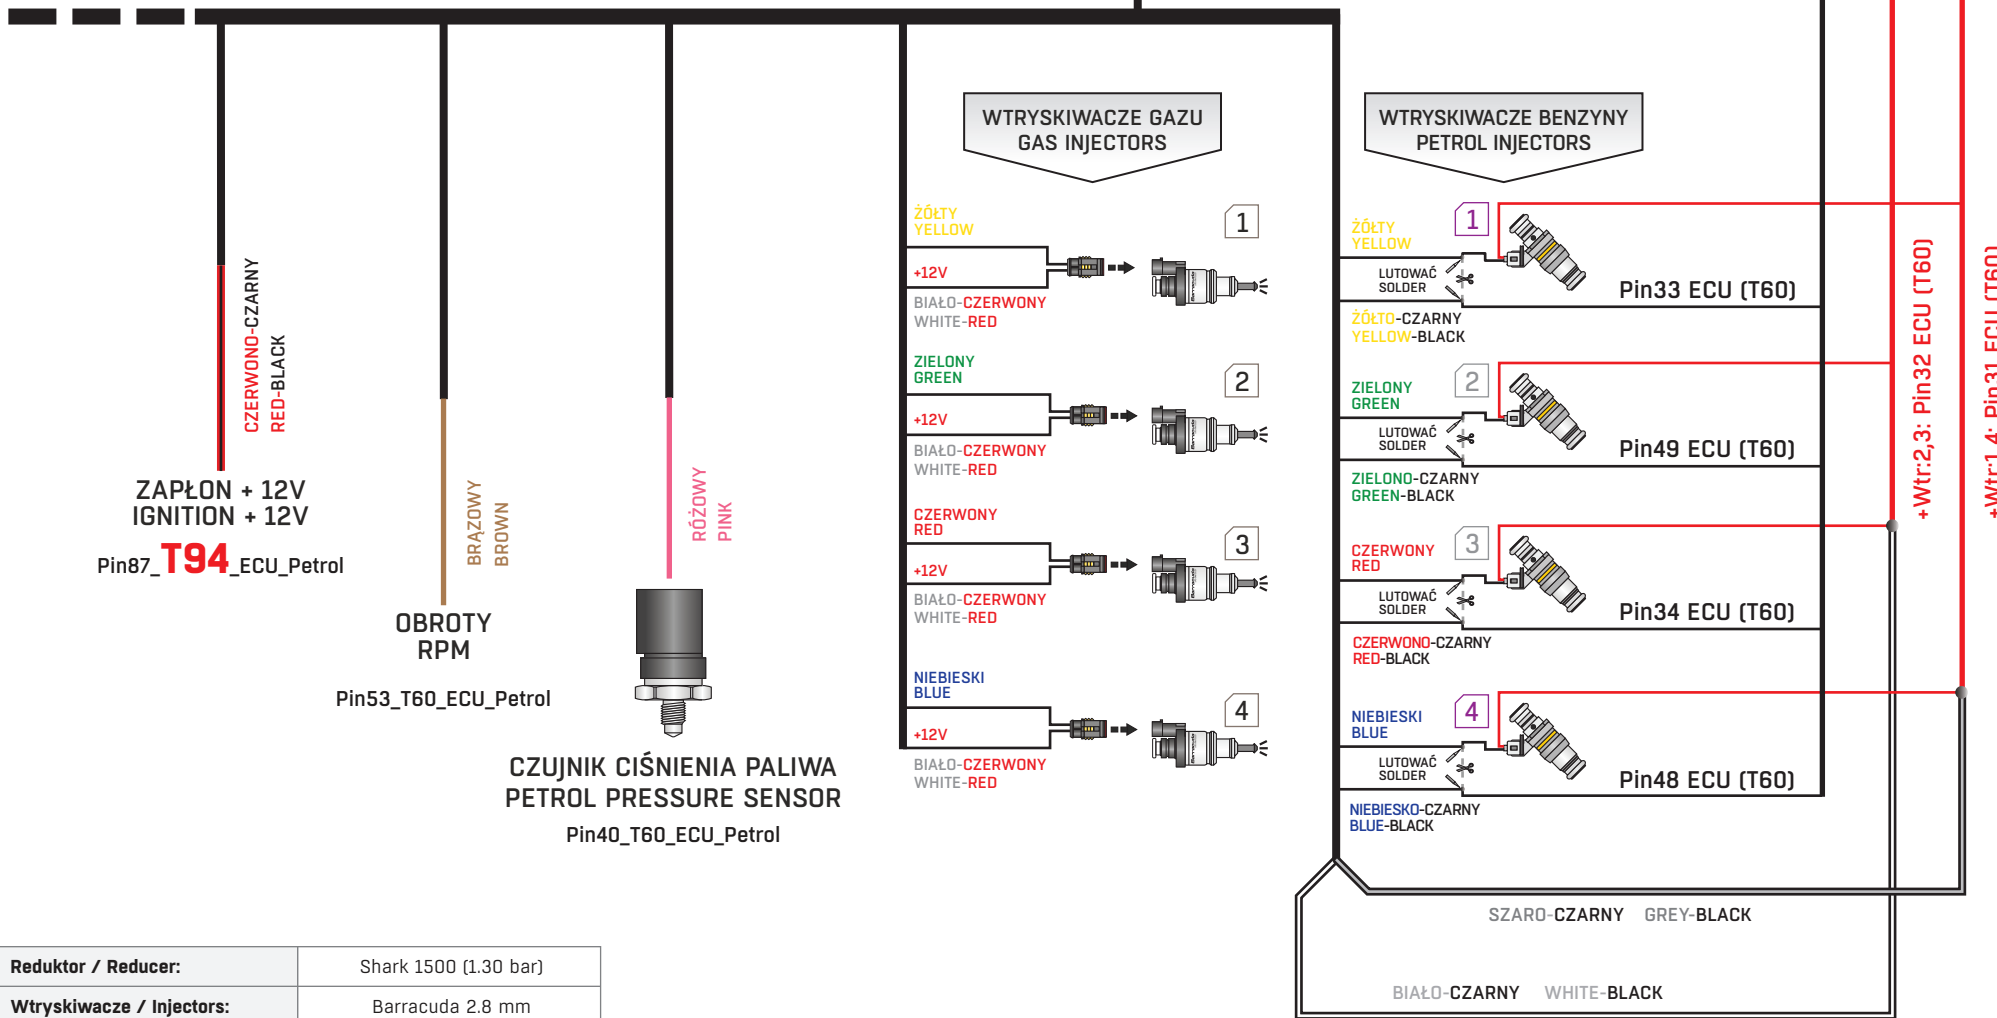 CZERWONO-CZARNY
RED-BLACK
ZAPŁON + 12V
IGNITION + 12V
Pin87_T94_ECU_Petrol
BRĄZOWY
BROWN
OBROTY
RPM
Pin53_T60_ECU_Petrol
RÓŻOWY
PINK
CZUJNIK CIŚNIENIA PALIWA
PETROL PRESSURE SENSOR
Pin40_T60_ECU_Petrol
WTRYSKIWACZE GAZU
GAS INJECTORS
ŻÓŁTY
YELLOW
1
+12V
BIAŁO-CZERWONY
WHITE-RED
ZIELONY
GREEN
2
+12V
BIAŁO-CZERWONY
WHITE-RED
CZERWONY
RED
3
+12V
BIAŁO-CZERWONY
WHITE-RED
NIEBIESKI
BLUE
4
+12V
BIAŁO-CZERWONY
WHITE-RED
WTRYSKIWACZE BENZYNY
PETROL INJECTORS
ŻÓŁTY
YELLOW
1
LUTOWAĆ
SOLDER
Pin33 ECU (T60)
ŻÓŁTO-CZARNY
YELLOW-BLACK
ZIELONY
GREEN
2
LUTOWAĆ
SOLDER
Pin49 ECU (T60)
ZIELONO-CZARNY
GREEN-BLACK
CZERWONY
RED
3
LUTOWAĆ
SOLDER
Pin34 ECU (T60)
CZERWONO-CZARNY
RED-BLACK
NIEBIESKI
BLUE
4
LUTOWAĆ
SOLDER
Pin48 ECU (T60)
NIEBIESKO-CZARNY
BLUE-BLACK
+Wtr:2,3: Pin32 ECU (T60)
+Wtr:1,4: Pin31 ECU (T60)
SZARO-CZARNY GREY-BLACK
BIAŁO-CZARNY WHITE-BLACK
Reduktor / Reducer: Shark 1500 (1.30 bar)
Wtryskiwacze / Injectors: Barracuda 2.8 mm